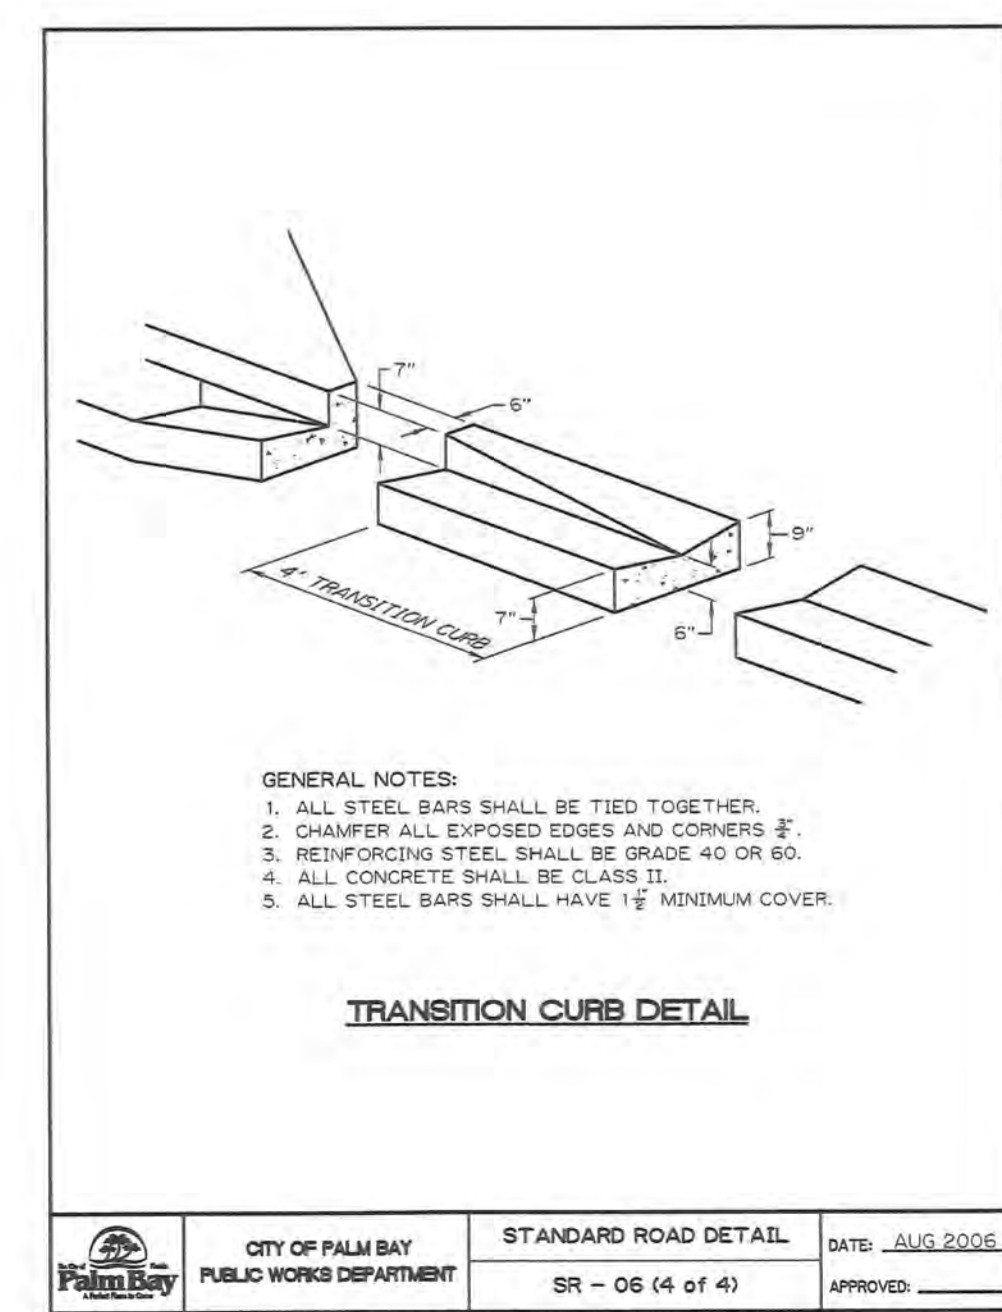 7"
6"
9"
4' TRANSITION CURB
7"
6"
GENERAL NOTES:
1. ALL STEEL BARS SHALL BE TIED TOGETHER.
2. CHAMFER ALL EXPOSED EDGES AND CORNERS 3/4".
3. REINFORCING STEEL SHALL BE GRADE 40 OR 60.
4. ALL CONCRETE SHALL BE CLASS II.
5. ALL STEEL BARS SHALL HAVE 1 1/2" MINIMUM COVER.
TRANSITION CURB DETAIL
Palm Bay
CITY OF PALM BAY
PUBLIC WORKS DEPARTMENT
STANDARD ROAD DETAIL
SR - 06 (4 of 4)
DATE: AUG 2006
APPROVED: